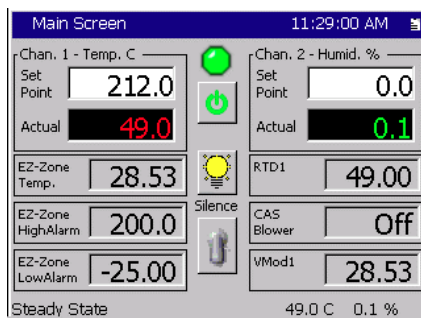 Main Screen 11:29:00 AM
Chan. 1 - Temp. C
Set Point 212.0
Actual 49.0
Chan. 2 - Humid. %
Set Point 0.0
Actual 0.1
EZ-Zone Temp. 28.53
RTD1 49.00
EZ-Zone HighAlarm 200.0
Silence
CAS Blower Off
EZ-Zone LowAlarm -25.00
VMod1 28.53
Steady State 49.0 C 0.1 %